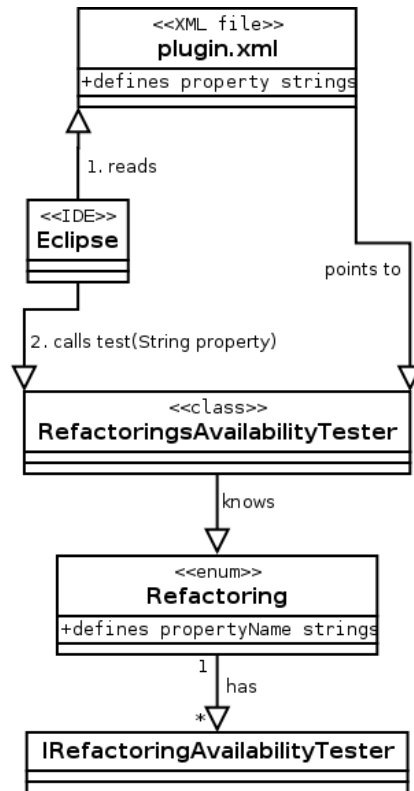 <<XML file>>
plugin.xml
+defines property strings
1. reads
<<IDE>>
Eclipse
points to
2. calls test(String property)
<<class>>
RefactoringsAvailabilityTester
knows
<<enum>>
Refactoring
+defines propertyName strings
1
has
*
IRefactoringAvailabilityTester